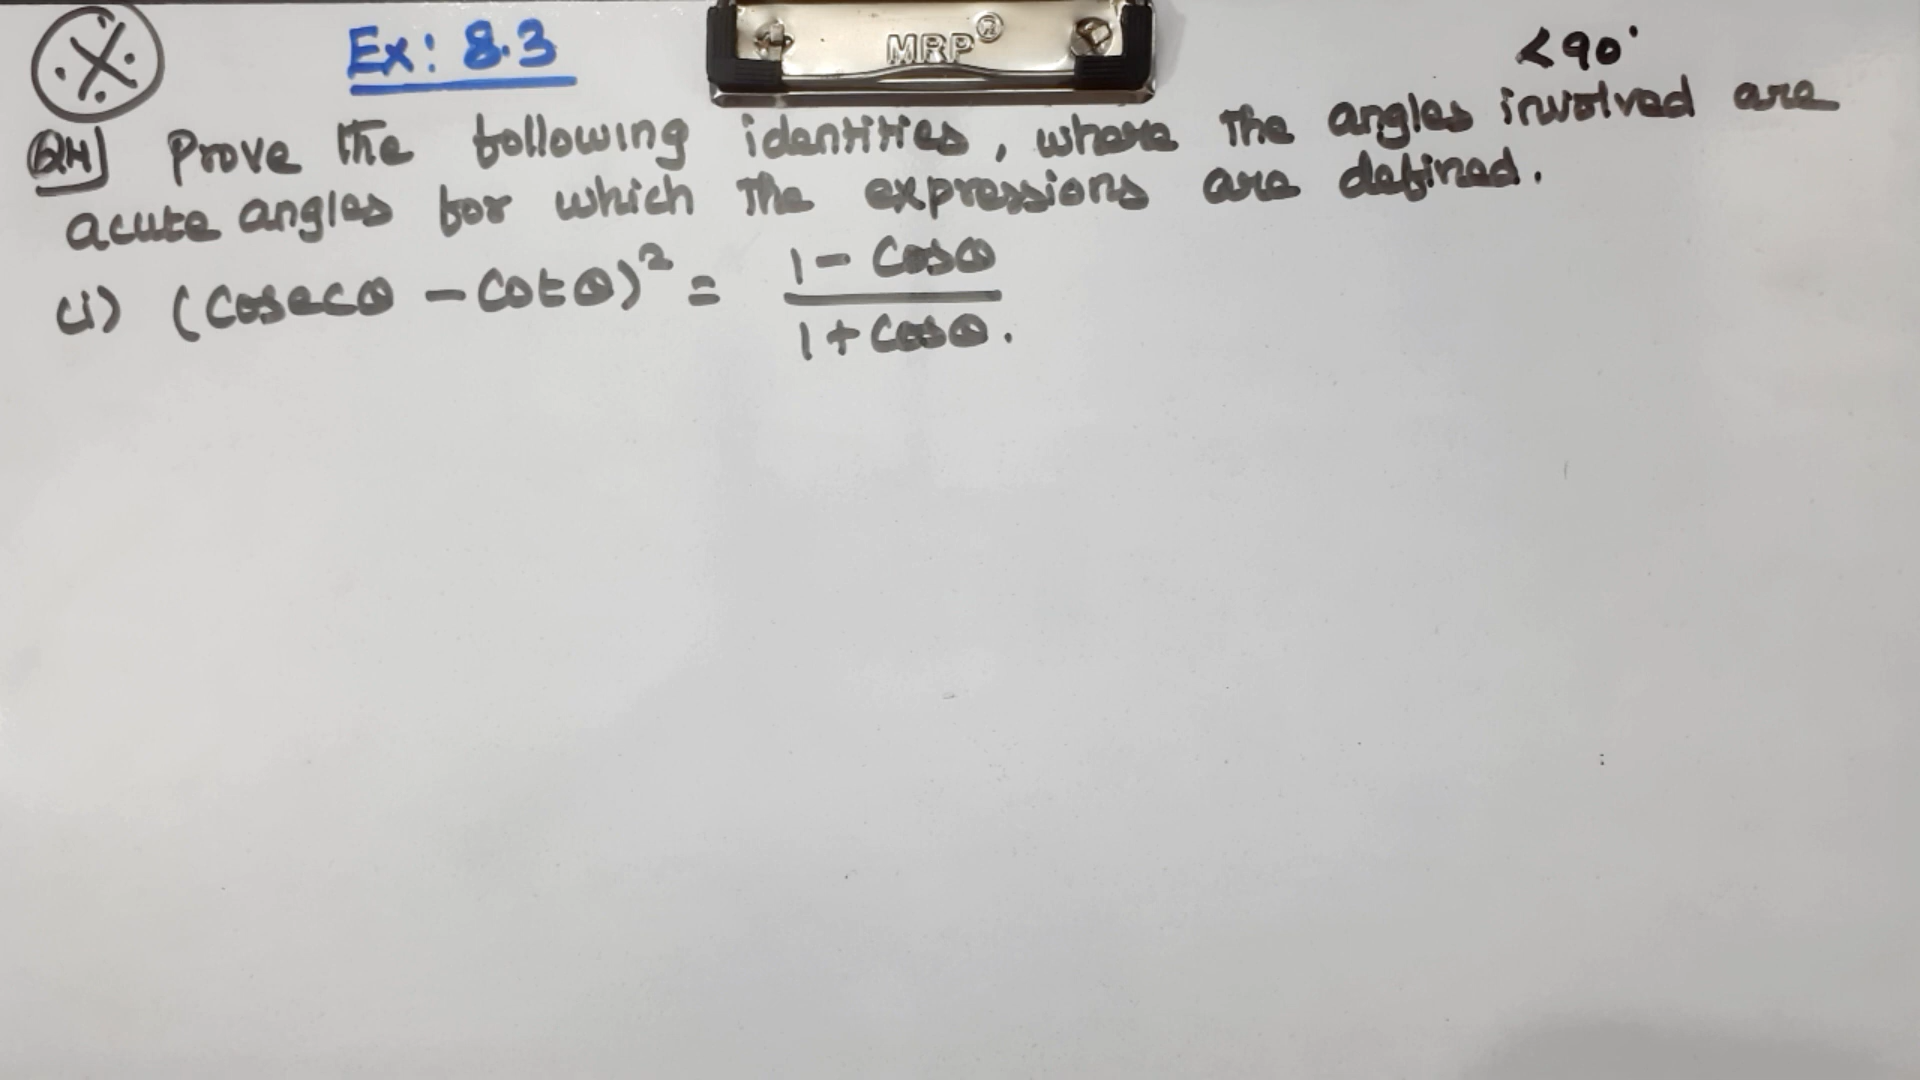 Ex: 8.3
MRP®
<90°
Q4) Prove the following identities, where the angles involved are
acute angles for which the expressions are defined.
(i) (Cosecθ - Cotθ)² = (1 - Cosθ)/(1 + Cosθ).